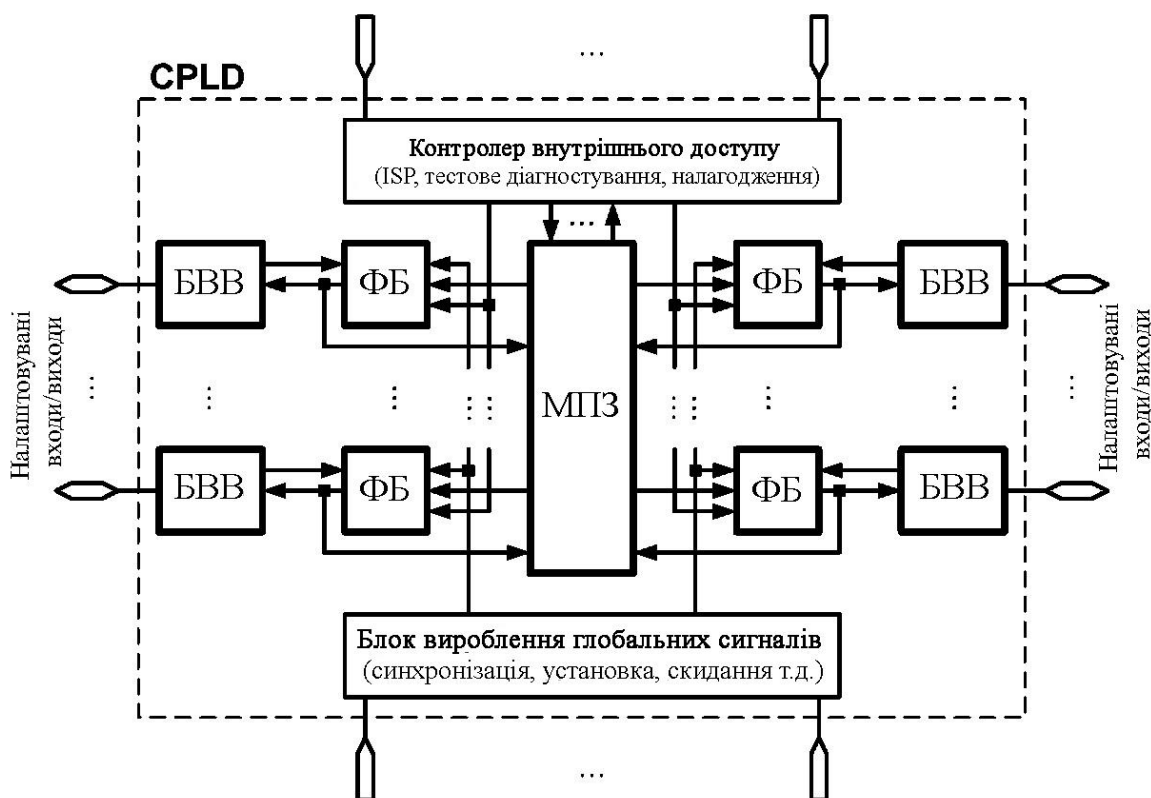 ...
CPLD
Контролер внутрішнього доступу
(ISP, тестове діагностування, налагодження)
...
БВВ
ФБ
ФБ
БВВ
Налаштовувані
входи/виходи
...
...
...
МПЗ
...
...
...
Налаштовувані
входи/виходи
БВВ
ФБ
ФБ
БВВ
Блок вироблення глобальних сигналів
(синхронізація, установка, скидання т.д.)
...